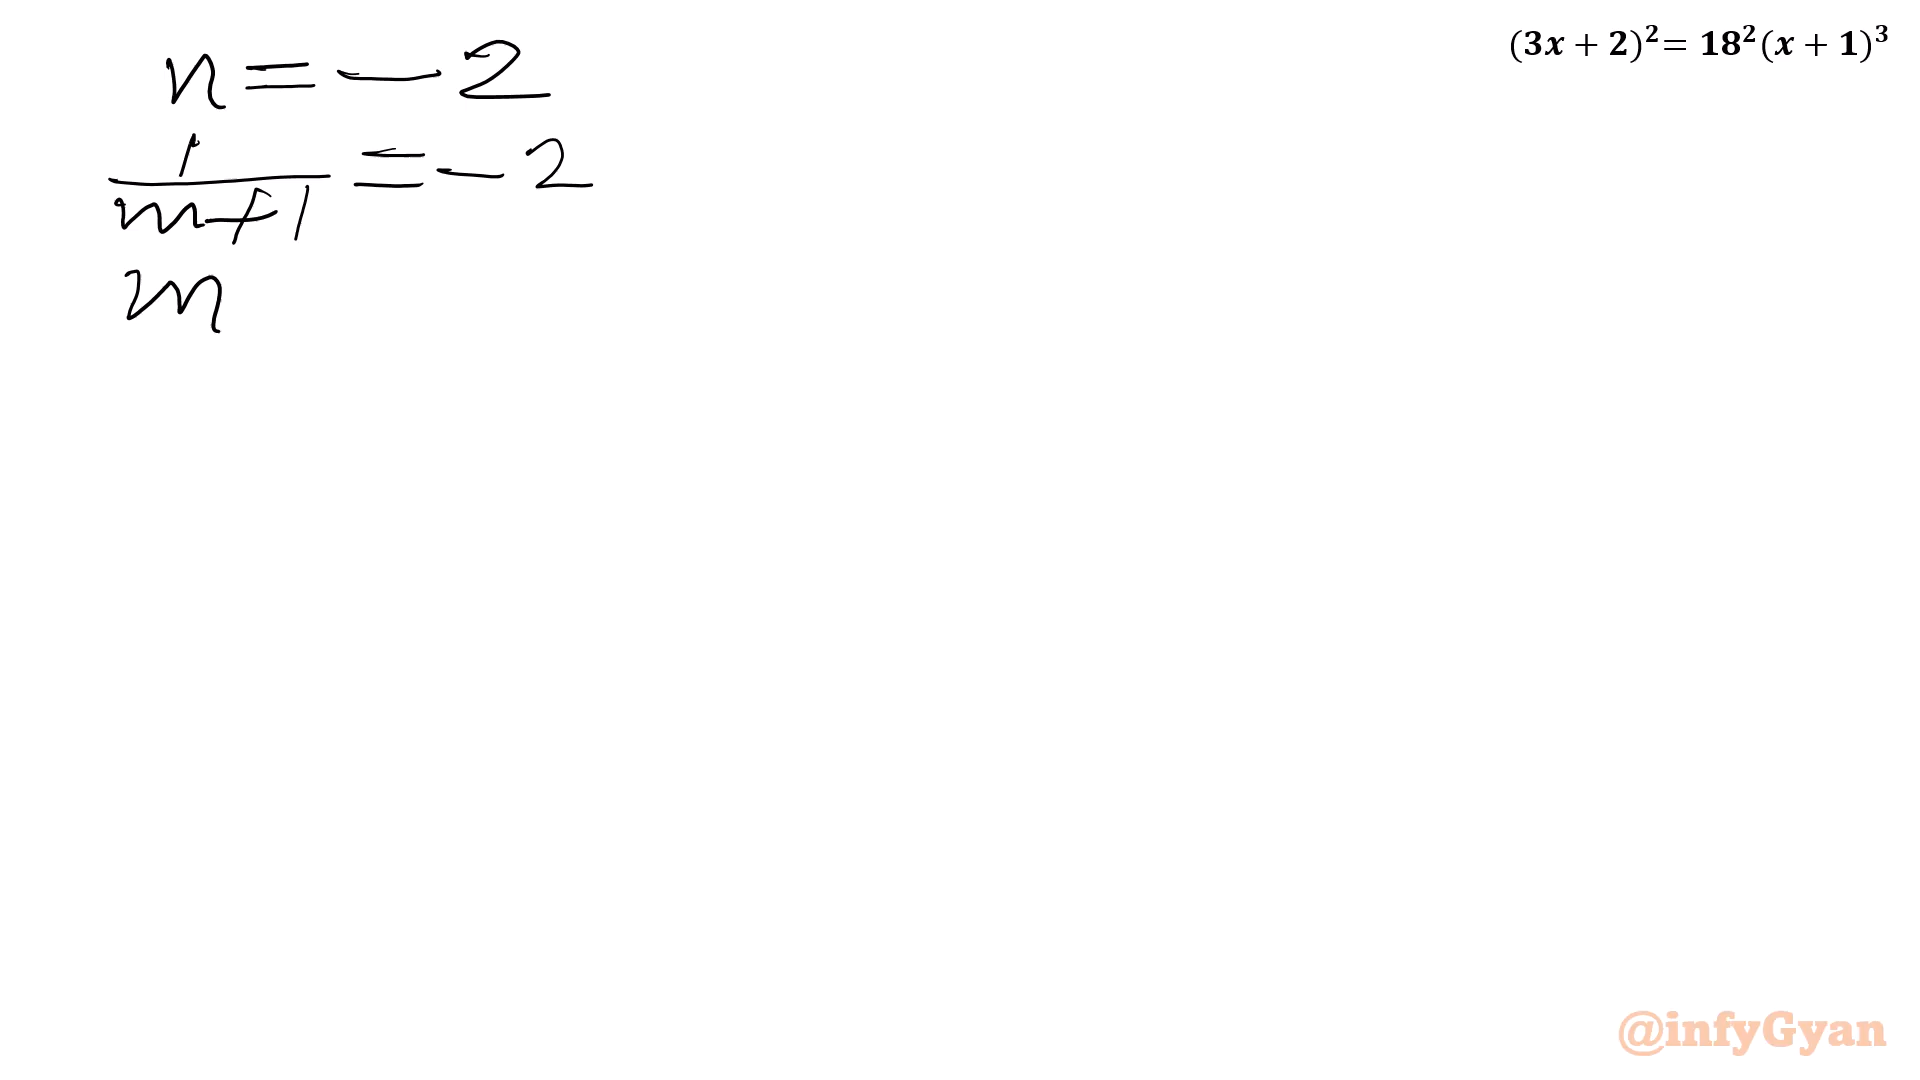 (3x + 2)²= 18²(x + 1)³
n = -2
1/(m+1) = -2
m
@infyGyan